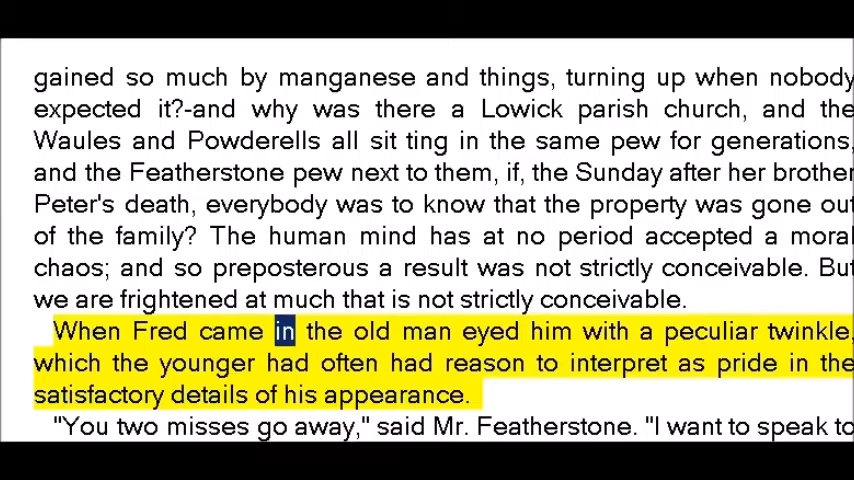 gained so much by manganese and things, turning up when nobody
expected it?-and why was there a Lowick parish church, and the
Waules and Powderells all sit ting in the same pew for generations,
and the Featherstone pew next to them, if, the Sunday after her brother
Peter's death, everybody was to know that the property was gone out
of the family? The human mind has at no period accepted a moral
chaos; and so preposterous a result was not strictly conceivable. But
we are frightened at much that is not strictly conceivable.
When Fred came in the old man eyed him with a peculiar twinkle,
which the younger had often had reason to interpret as pride in the
satisfactory details of his appearance.
"You two misses go away," said Mr. Featherstone. "I want to speak to